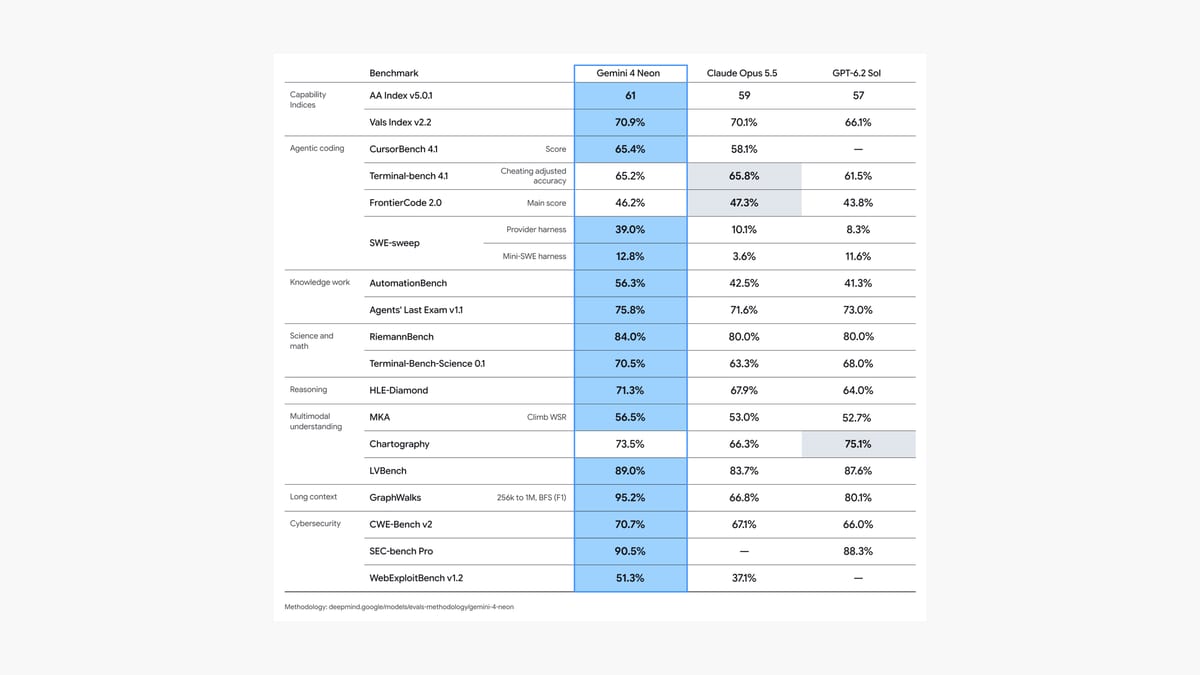 Benchmark Gemini 4 Neon Claude Opus 5.5 GPT-6.2 Sol
Capability Indices AA Index v5.0.1 61 59 57
Vals Index v2.2 70.9% 70.1% 66.1%
Agentic coding CursorBench 4.1 Score 65.4% 58.1% —
Terminal-bench 4.1 Cheating adjusted accuracy 65.2% 65.8% 61.5%
FrontierCode 2.0 Main score 46.2% 47.3% 43.8%
SWE-sweep Provider harness 39.0% 10.1% 8.3%
Mini-SWE harness 12.8% 3.6% 11.6%
Knowledge work AutomationBench 56.3% 42.5% 41.3%
Agents' Last Exam v1.1 75.8% 71.6% 73.0%
Science and math RiemannBench 84.0% 80.0% 80.0%
Terminal-Bench-Science 0.1 70.5% 63.3% 68.0%
Reasoning HLE-Diamond 71.3% 67.9% 64.0%
Multimodal understanding MKA Climb WSR 56.5% 53.0% 52.7%
Chartography 73.5% 66.3% 75.1%
LVBench 89.0% 83.7% 87.6%
Long context GraphWalks 256k to 1M, BFS (F1) 95.2% 66.8% 80.1%
Cybersecurity CWE-Bench v2 70.7% 67.1% 66.0%
SEC-bench Pro 90.5% — 88.3%
WebExploitBench v1.2 51.3% 37.1% —
Methodology: deepmind.google/models/evals-methodology/gemini-4-neon